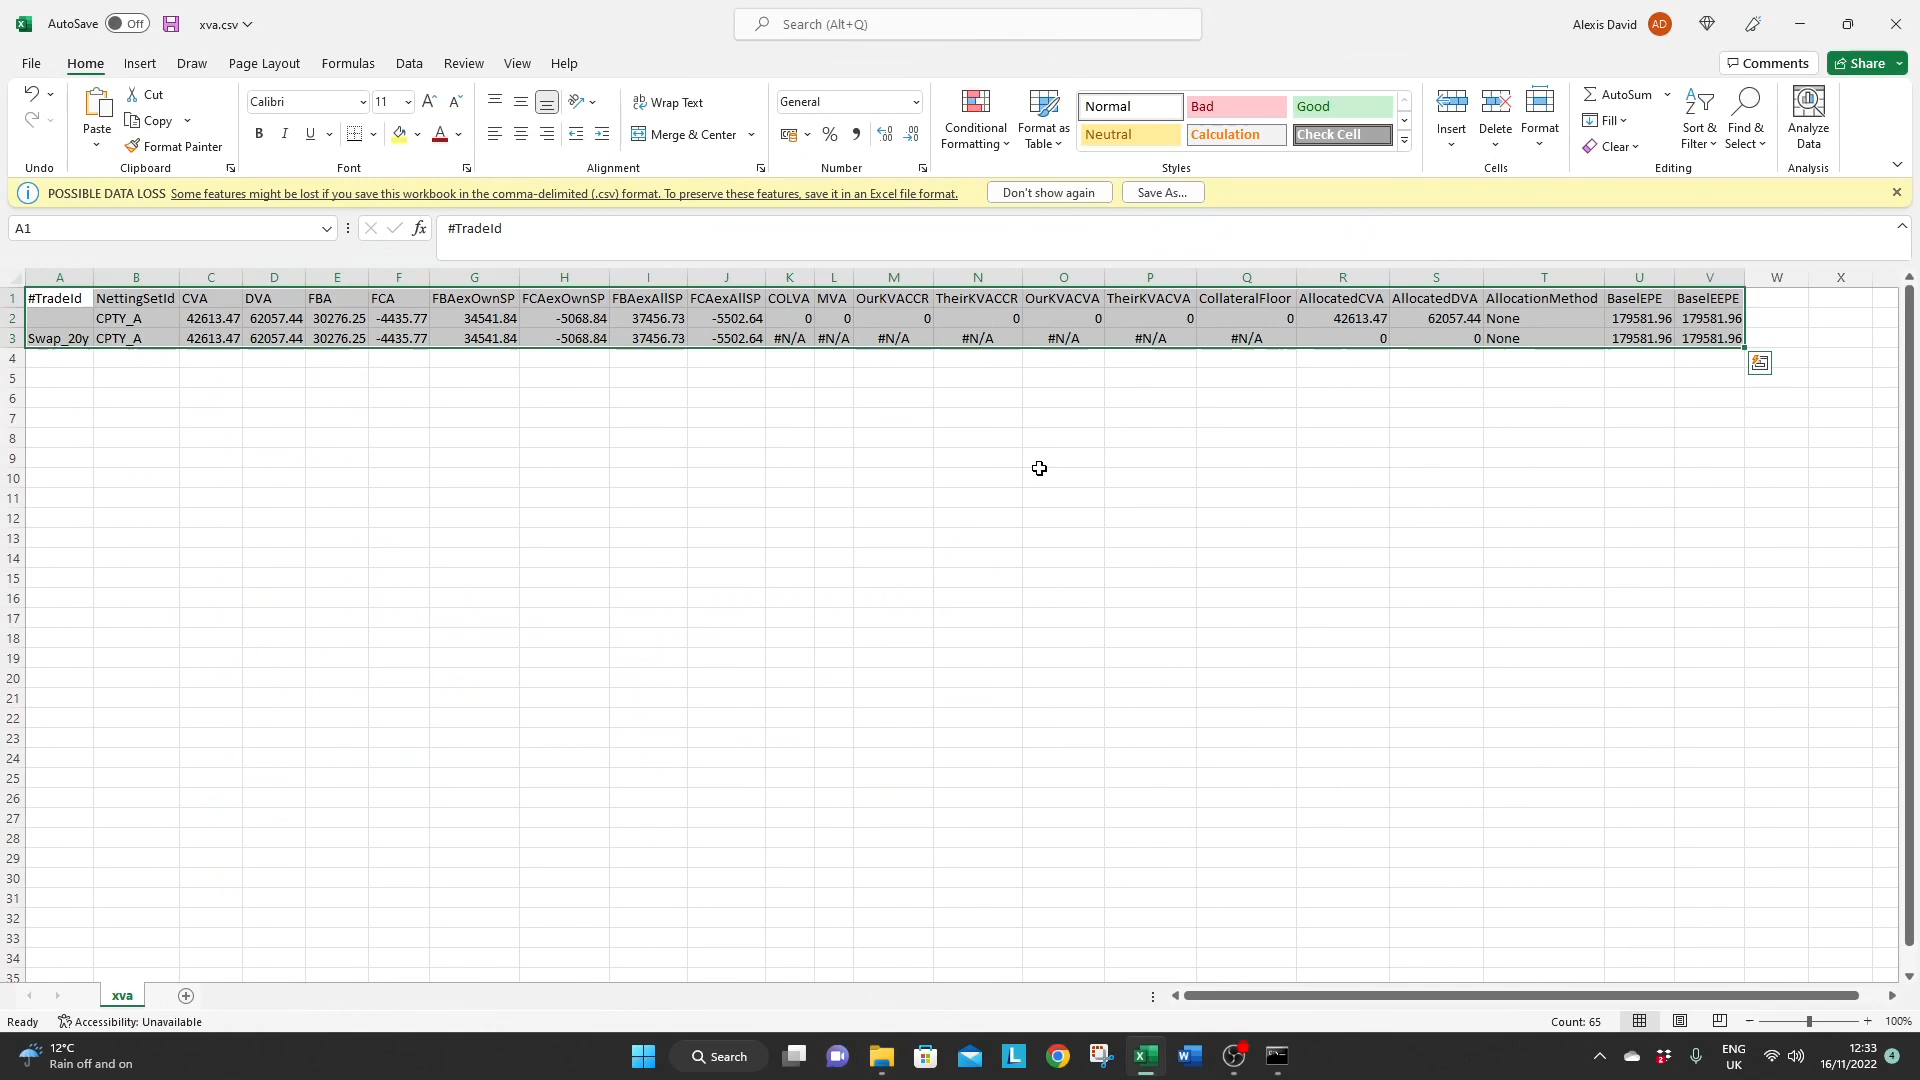 AutoSave Off xva.csv Search (Alt+Q) Alexis David AD
File Home Insert Draw Page Layout Formulas Data Review View Help Comments Share
Paste Cut Copy Format Painter
Calibri 11 B I U A
Wrap Text Merge & Center
General % ,
Conditional Formatting Format as Table
Normal Bad Good
Neutral Calculation Check Cell
Insert Delete Format
AutoSum Fill Clear
Sort & Filter Find & Select
Analyze Data
Undo Clipboard Font Alignment Number Styles Cells Editing Analysis
POSSIBLE DATA LOSS Some features might be lost if you save this workbook in the comma-delimited (.csv) format. To preserve these features, save it in an Excel file format. Don't show again Save As...
A1 fx #TradeId
A B C D E F G H I J K L M N O P Q R S T U V W X
1 #TradeId NettingSetId CVA DVA FBA FCA FBAexOwnSP FCAexOwnSP FBAexAllSP FCAexAllSP COLVA MVA OurKVACCR TheirKVACCR OurKVACVA TheirKVACVA CollateralFloor AllocatedCVA AllocatedDVA AllocationMethod BaselEPE BaselEEPE
2 CPTY_A 42613.47 62057.44 30276.25 -4435.77 34541.84 -5068.84 37456.73 -5502.64 0 0 0 0 0 0 0 42613.47 62057.44 None 179581.96 179581.96
3 Swap_20y CPTY_A 42613.47 62057.44 30276.25 -4435.77 34541.84 -5068.84 37456.73 -5502.64 #N/A #N/A #N/A #N/A #N/A #N/A #N/A 0 0 None 179581.96 179581.96
4
5
6
7
8
9
10
11
12
13
14
15
16
17
18
19
20
21
22
23
24
25
26
27
28
29
30
31
32
33
34
35
xva
Ready Accessibility: Unavailable Count: 65 100%
12°C
Rain off and on
Search
ENG
UK
12:33
16/11/2022
4